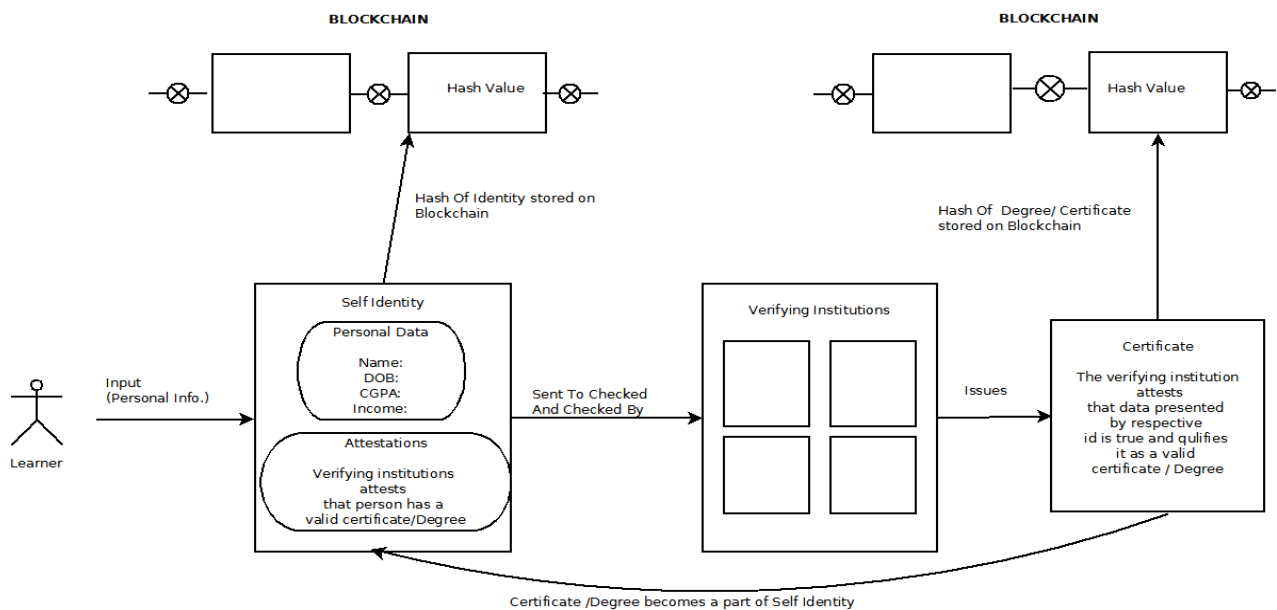 BLOCKCHAIN
BLOCKCHAIN
Hash Value
Hash Value
Hash Of Identity stored on
Blockchain
Hash Of Degree/ Certificate
stored on Blockchain
Self Identity
Personal Data
Name:
DOB:
CGPA:
Income:
Attestations
Verifying institutions
attests
that person has a
valid certificate/Degree
Input
(Personal Info.)
Learner
Sent To Checked
And Checked By
Verifying Institutions
Issues
Certificate
The verifying institution
attests
that data presented
by respective
id is true and qulifies
it as a valid
certificate / Degree
Certificate /Degree becomes a part of Self Identity